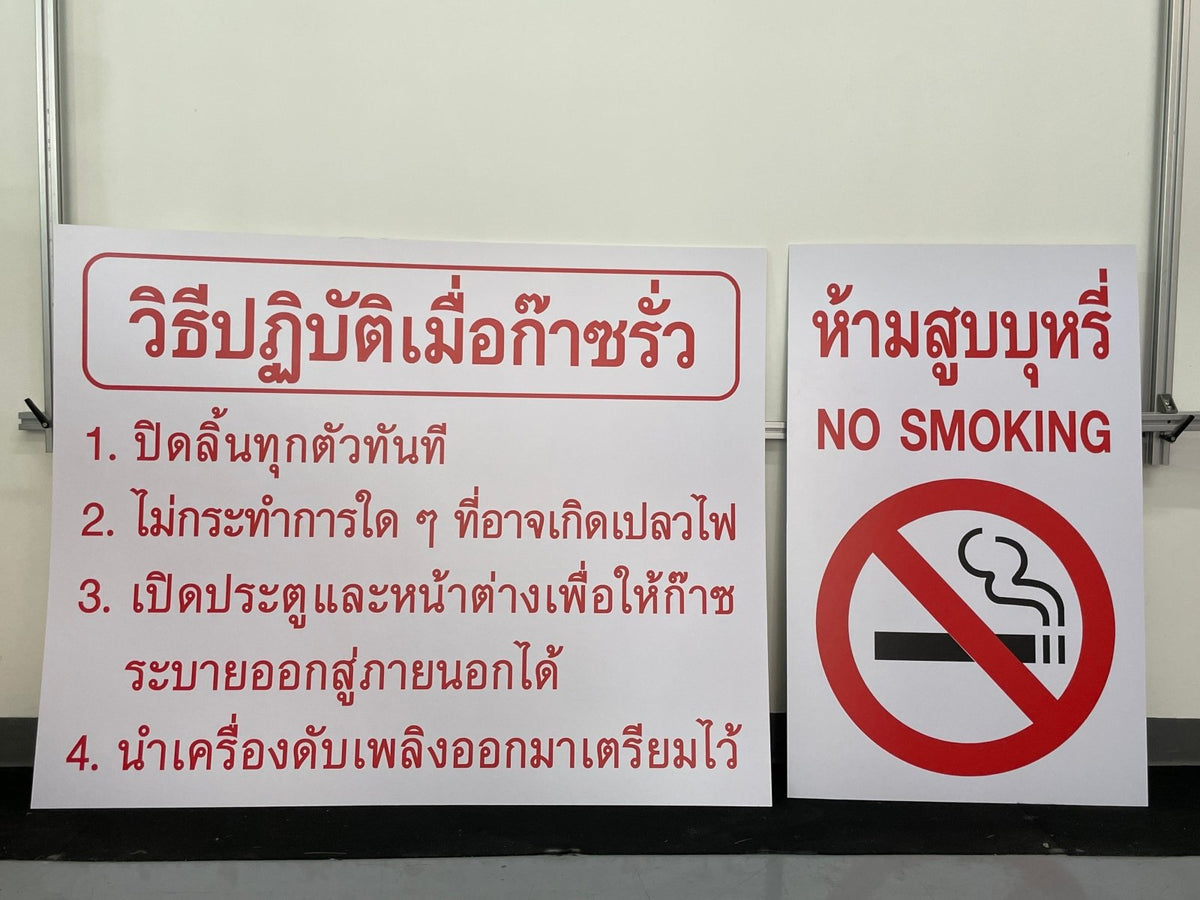 วิธีปฏิบัติเมื่อก๊าซรั่ว
1. ปิดลิ้นทุกตัวทันที
2. ไม่กระทำการใด ๆ ที่อาจเกิดเปลวไฟ
3. เปิดประตูและหน้าต่างเพื่อให้ก๊าซ
ระบายออกสู่ภายนอกได้
4. นำเครื่องดับเพลิงออกมาเตรียมไว้
ห้ามสูบบุหรี่
NO SMOKING